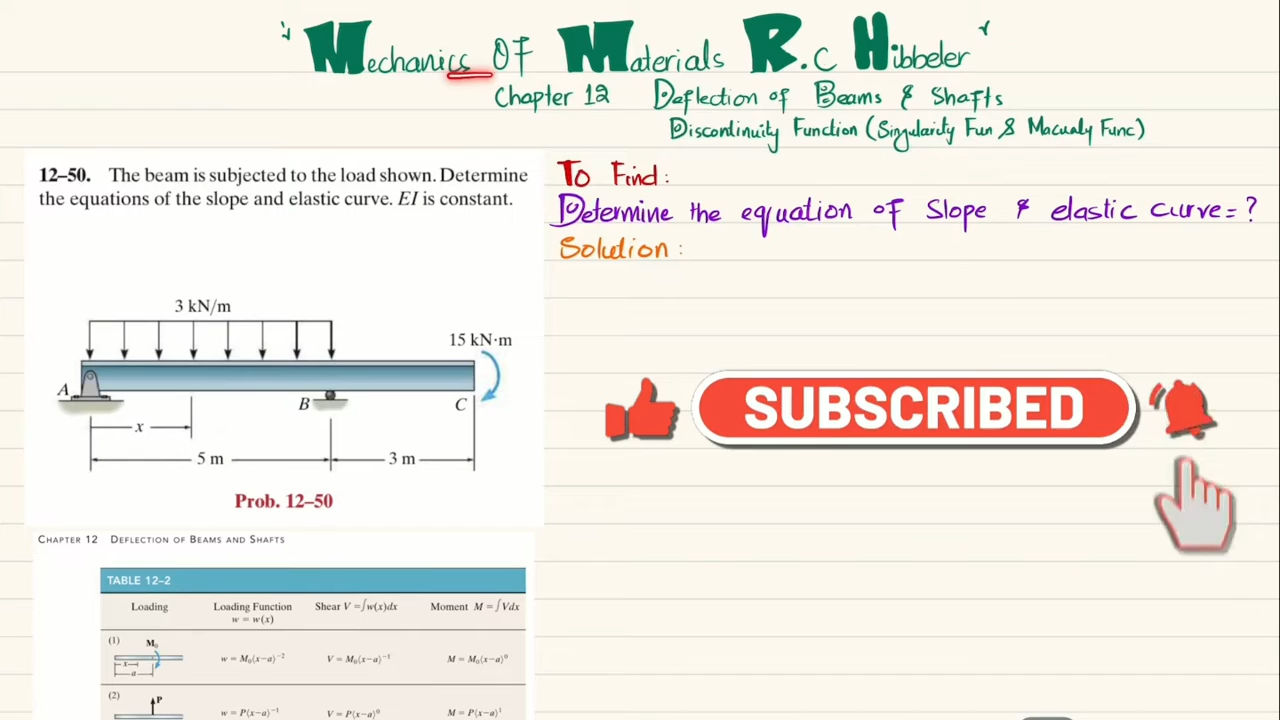 Mechanics Of Materials R.C Hibbeler
Chapter 12 Deflection of Beams & Shafts
Discontinuity Function (Singularity Fun & Macualy Func)
12–50. The beam is subjected to the load shown. Determine
the equations of the slope and elastic curve. EI is constant.
To Find:
Determine the equation of Slope & elastic curve=?
Solution:
3 kN/m
15 kN·m
A
B
C
x
5 m
3 m
Prob. 12–50
SUBSCRIBED
CHAPTER 12 DEFLECTION OF BEAMS AND SHAFTS
TABLE 12–2
Loading Loading Function Shear V =∫w(x)dx Moment M =∫Vdx
w = w(x)
(1)
M₀
x
a
w = M₀⟨x−a⟩⁻² V = M₀⟨x−a⟩⁻¹ M = M₀⟨x−a⟩⁰
(2)
P
w = P⟨x−a⟩⁻¹ V = P⟨x−a⟩⁰ M = P⟨x−a⟩¹